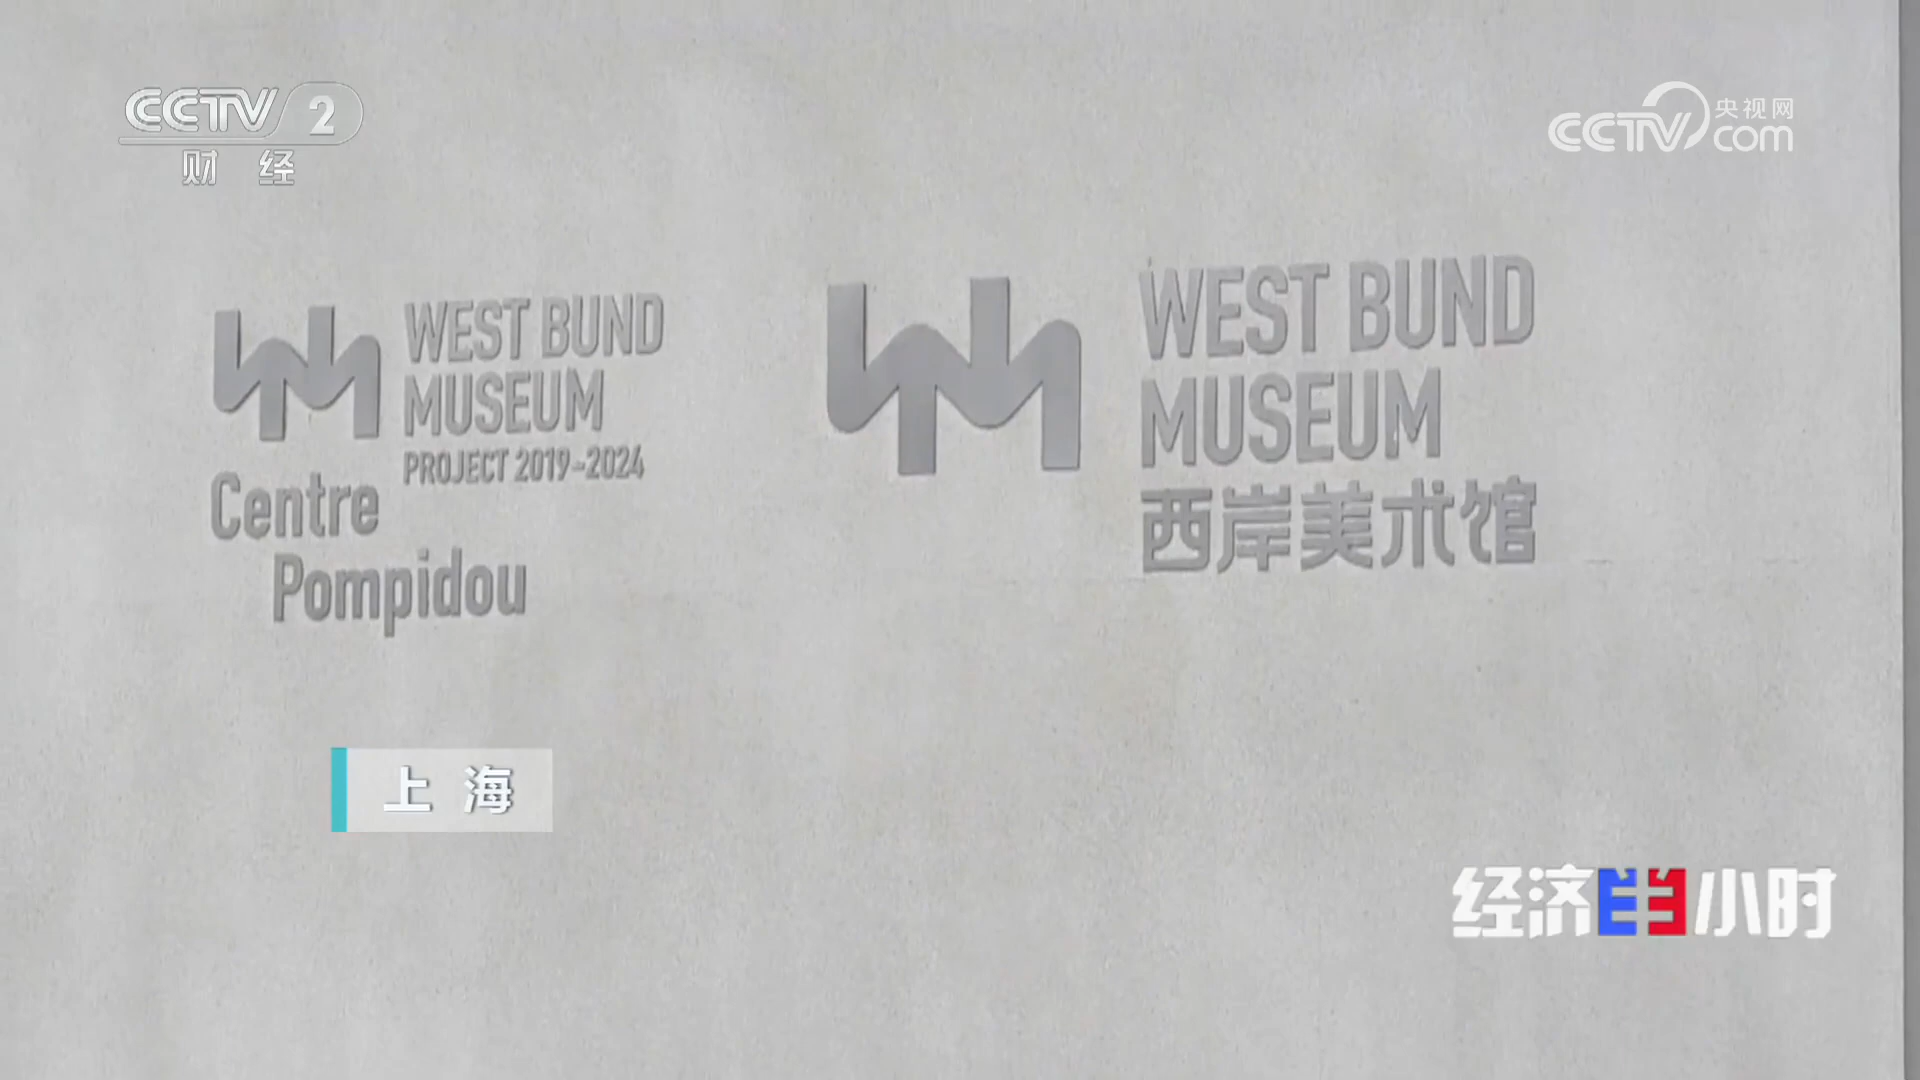 CCTV 2
财 经
央视网
CCTV.com
WEST BUND
MUSEUM
PROJECT 2019-2024
Centre
Pompidou
WEST BUND
MUSEUM
西岸美术馆
上 海
经济半小时